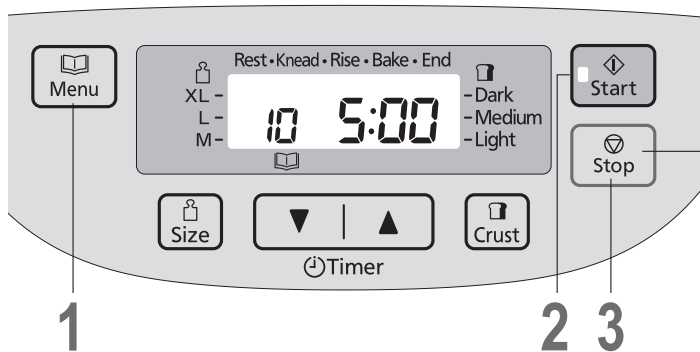 Rest • Knead • Rise • Bake • End
Menu
XL –
L –
M –
10 5:00
– Dark
– Medium
– Light
Start
Stop
Size
▼ | ▲
Crust
Timer
1 2 3